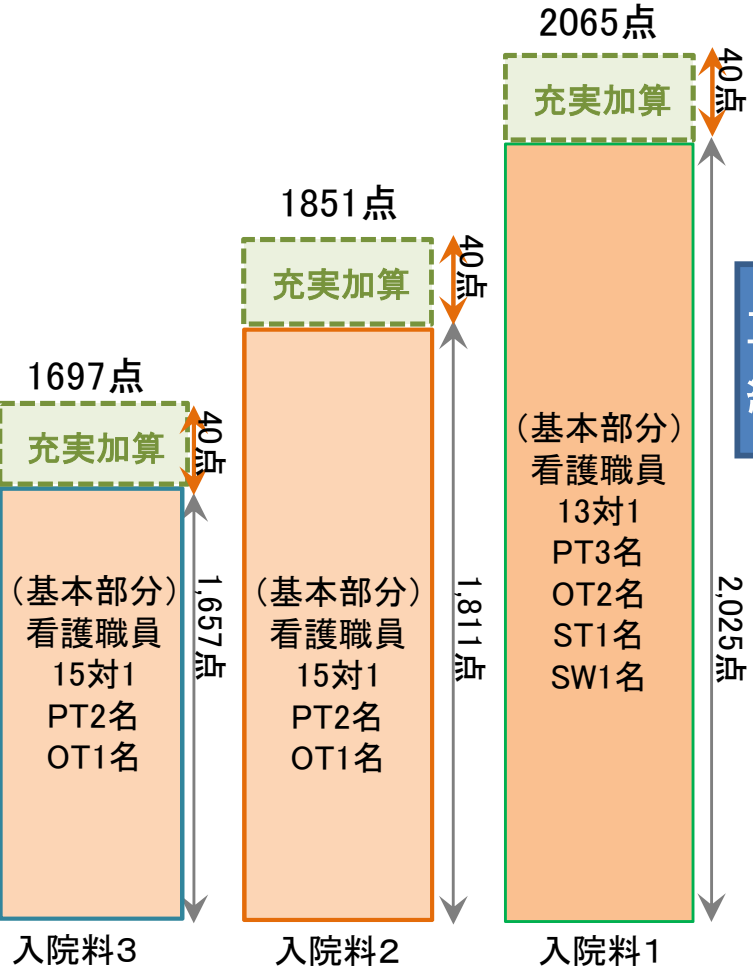 2065点
充実加算
40点
1851点
充実加算
40点
1697点
充実加算
40点
（基本部分）
看護職員
15対1
PT2名
OT1名
1,657点
（基本部分）
看護職員
15対1
PT2名
OT1名
1,811点
（基本部分）
看護職員
13対1
PT3名
OT2名
ST1名
SW1名
2,025点
入院料3
入院料2
入院料1